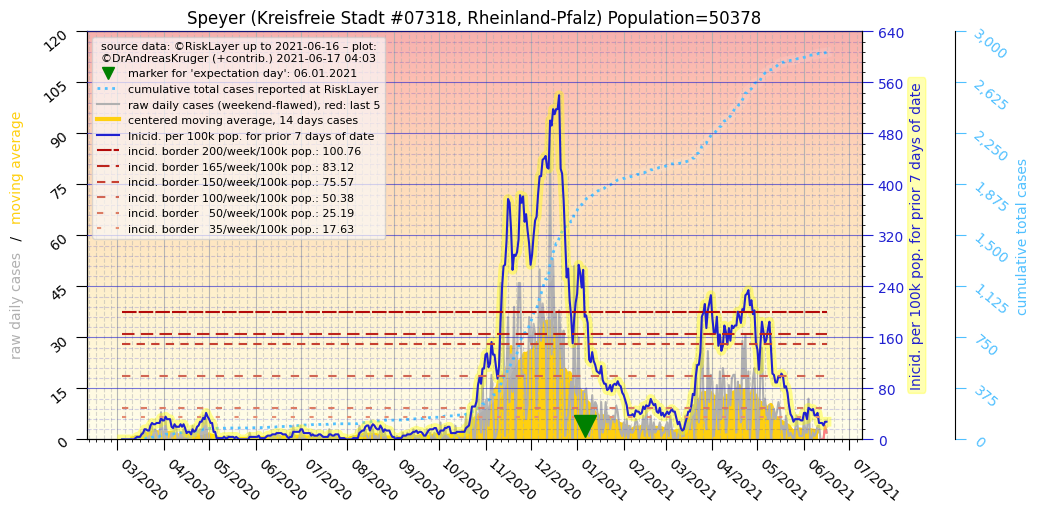 Speyer (Kreisfreie Stadt #07318, Rheinland-Pfalz) Population=50378
source data: ©RiskLayer up to 2021-06-16 – plot:
©DrAndreasKruger (+contrib.) 2021-06-17 04:03
marker for 'expectation day': 06.01.2021
cumulative total cases reported at RiskLayer
raw daily cases (weekend-flawed), red: last 5
centered moving average, 14 days cases
Inicid. per 100k pop. for prior 7 days of date
incid. border 200/week/100k pop.: 100.76
incid. border 165/week/100k pop.: 83.12
incid. border 150/week/100k pop.: 75.57
incid. border 100/week/100k pop.: 50.38
incid. border   50/week/100k pop.: 25.19
incid. border   35/week/100k pop.: 17.63
raw daily cases  /  moving average
120
105
90
75
60
45
30
15
0
640
560
480
400
320
240
160
80
0
Inicid. per 100k pop. for prior 7 days of date
3,000
2,625
2,250
1,875
1,500
1,125
750
375
0
cumulative total cases
03/2020
04/2020
05/2020
06/2020
07/2020
08/2020
09/2020
10/2020
11/2020
12/2020
01/2021
02/2021
03/2021
04/2021
05/2021
06/2021
07/2021